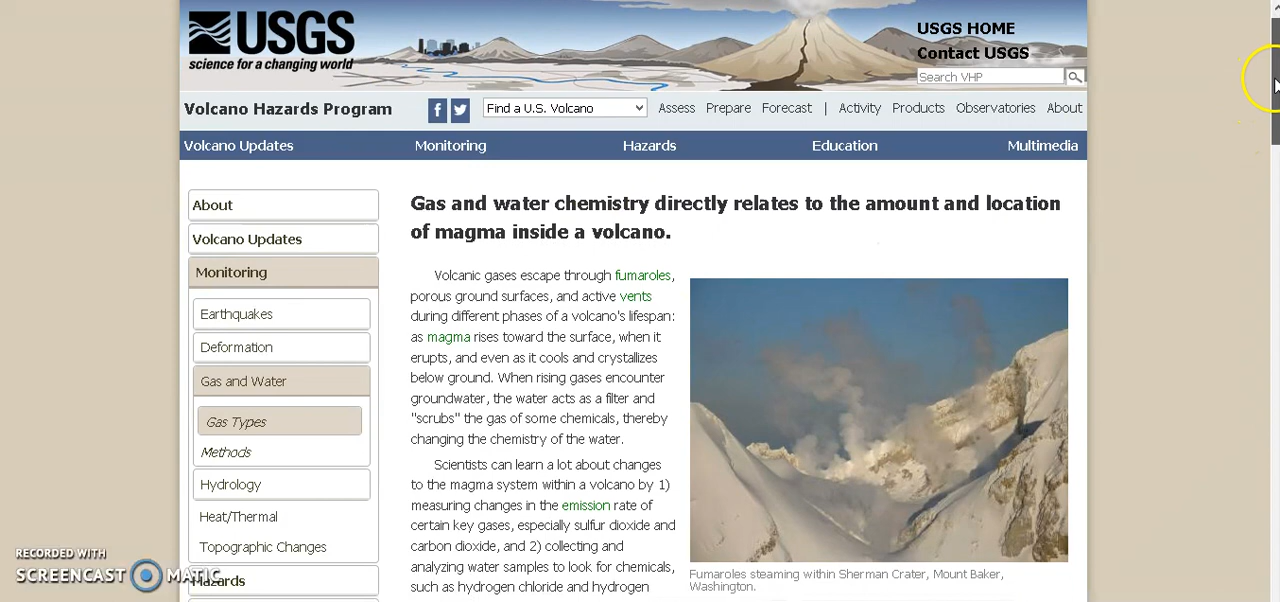 USGS
science for a changing world
USGS HOME
Contact USGS
Search VHP
Volcano Hazards Program
f
Find a U.S. Volcano
Assess Prepare Forecast | Activity Products Observatories About
Volcano Updates Monitoring Hazards Education Multimedia
About
Volcano Updates
Monitoring
Earthquakes
Deformation
Gas and Water
Gas Types
Methods
Hydrology
Heat/Thermal
Topographic Changes
Hazards
Gas and water chemistry directly relates to the amount and location
of magma inside a volcano.
Volcanic gases escape through fumaroles,
porous ground surfaces, and active vents
during different phases of a volcano's lifespan:
as magma rises toward the surface, when it
erupts, and even as it cools and crystallizes
below ground. When rising gases encounter
groundwater, the water acts as a filter and
"scrubs" the gas of some chemicals, thereby
changing the chemistry of the water.
Scientists can learn a lot about changes
to the magma system within a volcano by 1)
measuring changes in the emission rate of
certain key gases, especially sulfur dioxide and
carbon dioxide, and 2) collecting and
analyzing water samples to look for chemicals,
such as hydrogen chloride and hydrogen
Fumaroles steaming within Sherman Crater, Mount Baker,
Washington.
RECORDED WITH
SCREENCAST MATIC